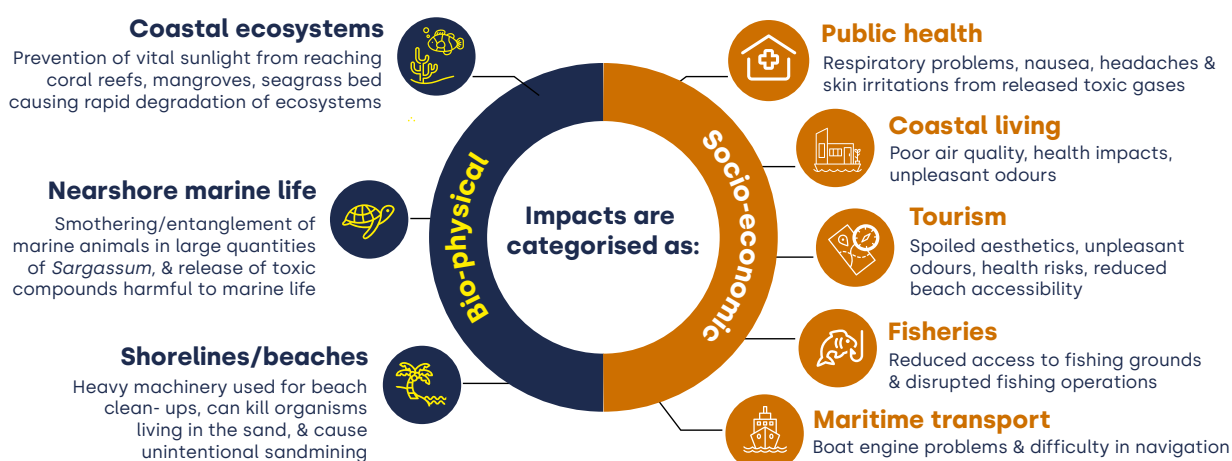 Coastal ecosystems
Prevention of vital sunlight from reaching
coral reefs, mangroves, seagrass bed
causing rapid degradation of ecosystems
Nearshore marine life
Smothering/entanglement of
marine animals in large quantities
of Sargassum, & release of toxic
compounds harmful to marine life
Shorelines/beaches
Heavy machinery used for beach
clean- ups, can kill organisms
living in the sand, & cause
unintentional sandmining
Bio-physical
Impacts are
categorised as:
Socio-economic
Public health
Respiratory problems, nausea, headaches &
skin irritations from released toxic gases
Coastal living
Poor air quality, health impacts,
unpleasant odours
Tourism
Spoiled aesthetics, unpleasant
odours, health risks, reduced
beach accessibility
Fisheries
Reduced access to fishing grounds
& disrupted fishing operations
Maritime transport
Boat engine problems & difficulty in navigation